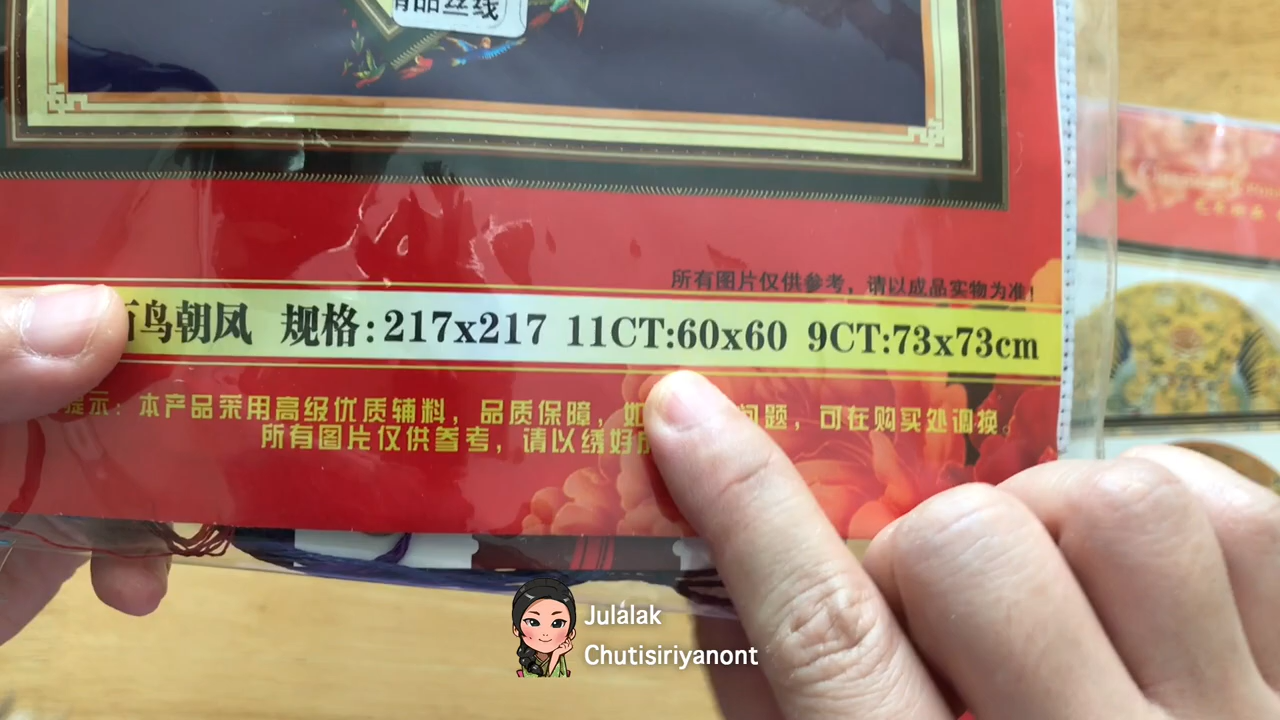 精品丝线
所有图片仅供参考，请以成品实物为准！
百鸟朝凤 规格：217x217 11CT:60x60 9CT:73x73cm
提示：本产品采用高级优质辅料，品质保障，如 问题，可在购买处调换。
所有图片仅供参考，请以绣好成
Julalak
Chutisiriyanont